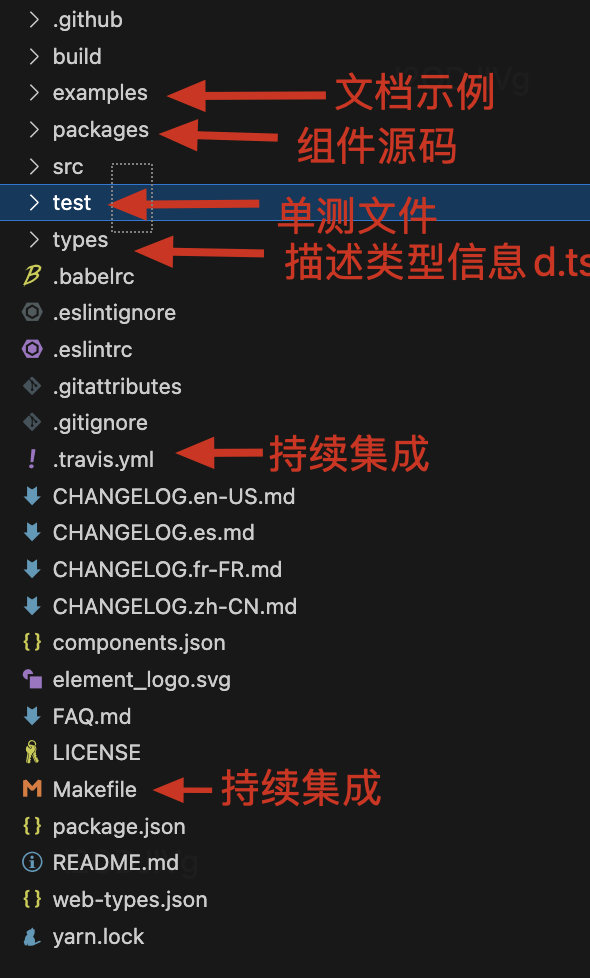 .github
build
examples 文档示例
packages 组件源码
src
test 单测文件
types 描述类型信息d.ts
.babelrc
.eslintignore
.eslintrc
.gitattributes
.gitignore
.travis.yml 持续集成
CHANGELOG.en-US.md
CHANGELOG.es.md
CHANGELOG.fr-FR.md
CHANGELOG.zh-CN.md
components.json
element_logo.svg
FAQ.md
LICENSE
Makefile 持续集成
package.json
README.md
web-types.json
yarn.lock